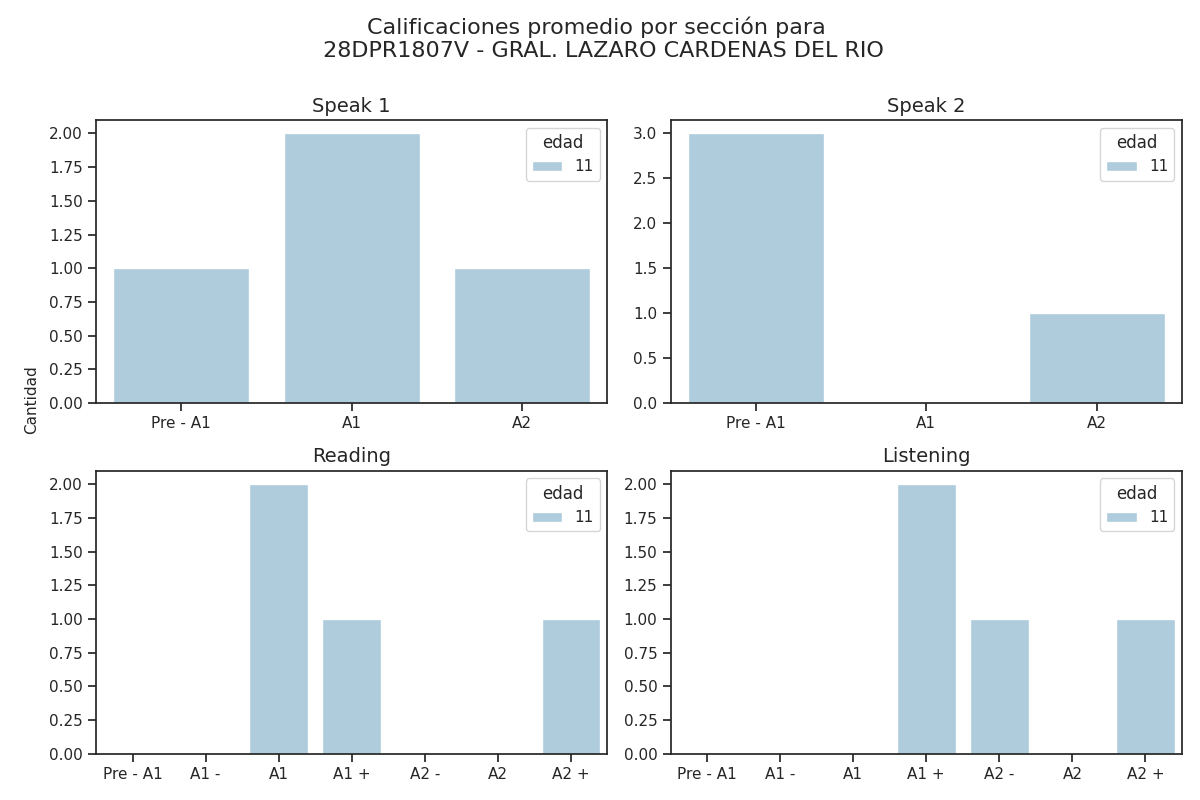 Calificaciones promedio por sección para
28DPR1807V - GRAL. LAZARO CARDENAS DEL RIO
Speak 1
edad
11
2.00
1.75
1.50
1.25
1.00
0.75
0.50
0.25
0.00
Pre - A1 A1 A2
Speak 2
edad
11
3.0
2.5
2.0
1.5
1.0
0.5
0.0
Pre - A1 A1 A2
Cantidad
Reading
edad
11
2.00
1.75
1.50
1.25
1.00
0.75
0.50
0.25
0.00
Pre - A1 A1 - A1 A1 + A2 - A2 A2 +
Listening
edad
11
2.00
1.75
1.50
1.25
1.00
0.75
0.50
0.25
0.00
Pre - A1 A1 - A1 A1 + A2 - A2 A2 +